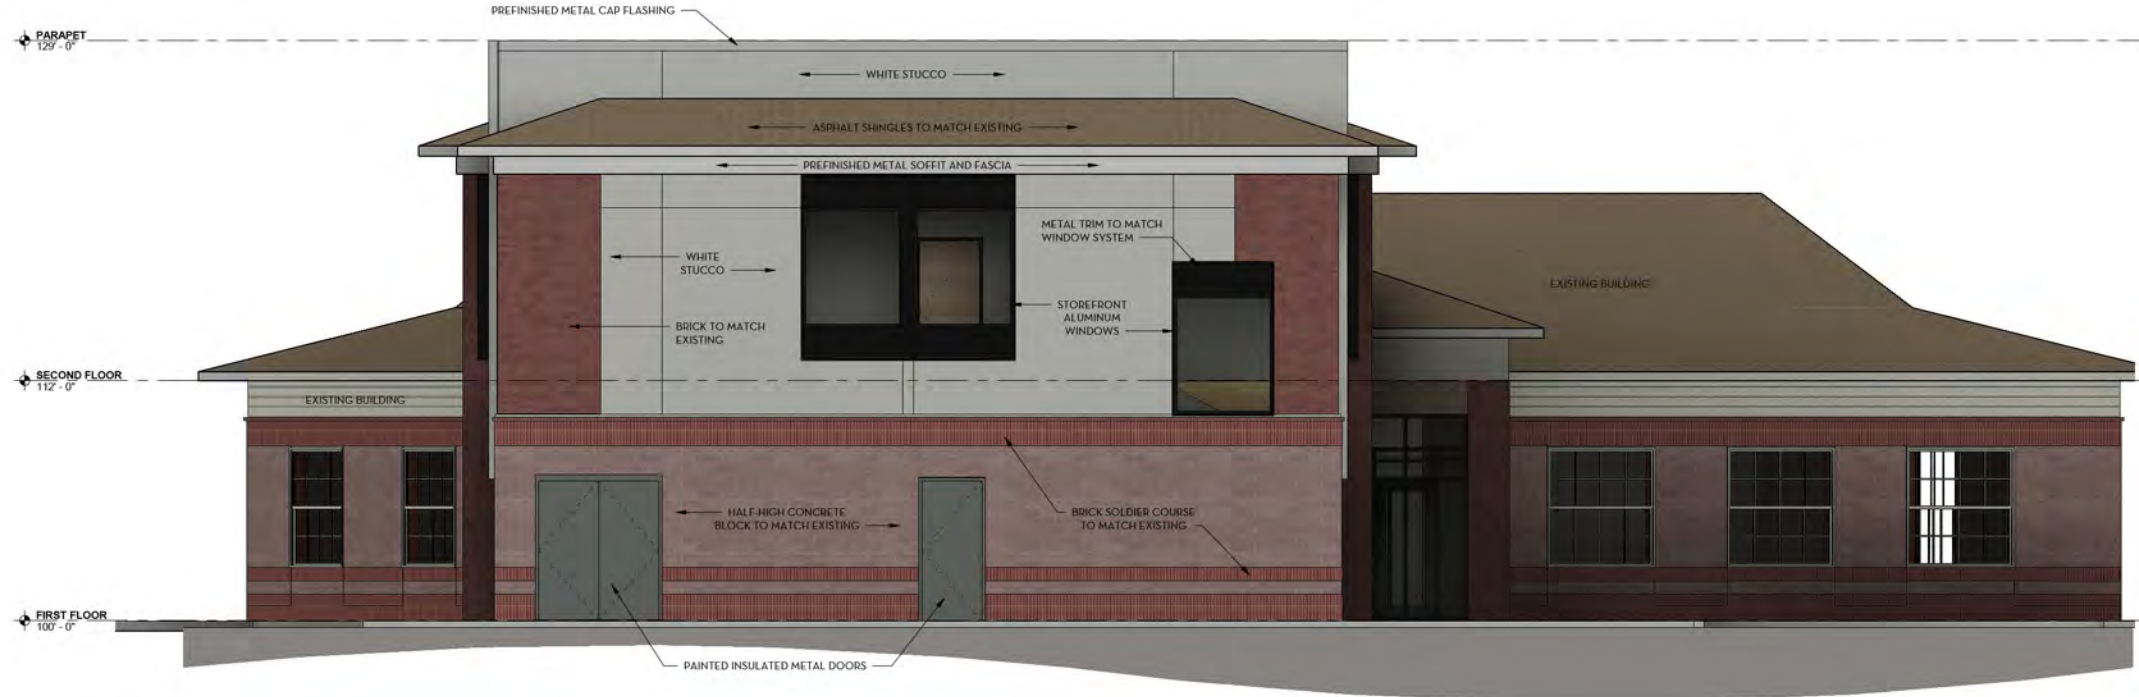 PREFINISHED METAL CAP FLASHING
PARAPET
129' - 0"
WHITE STUCCO
ASPHALT SHINGLES TO MATCH EXISTING
PREFINISHED METAL SOFFIT AND FASCIA
METAL TRIM TO MATCH
WINDOW SYSTEM
WHITE
STUCCO
EXISTING BUILDING
STOREFRONT
ALUMINUM
WINDOWS
BRICK TO MATCH
EXISTING
SECOND FLOOR
112' - 0"
EXISTING BUILDING
HALF-HIGH CONCRETE
BLOCK TO MATCH EXISTING
BRICK SOLDIER COURSE
TO MATCH EXISTING
FIRST FLOOR
100' - 0"
PAINTED INSULATED METAL DOORS